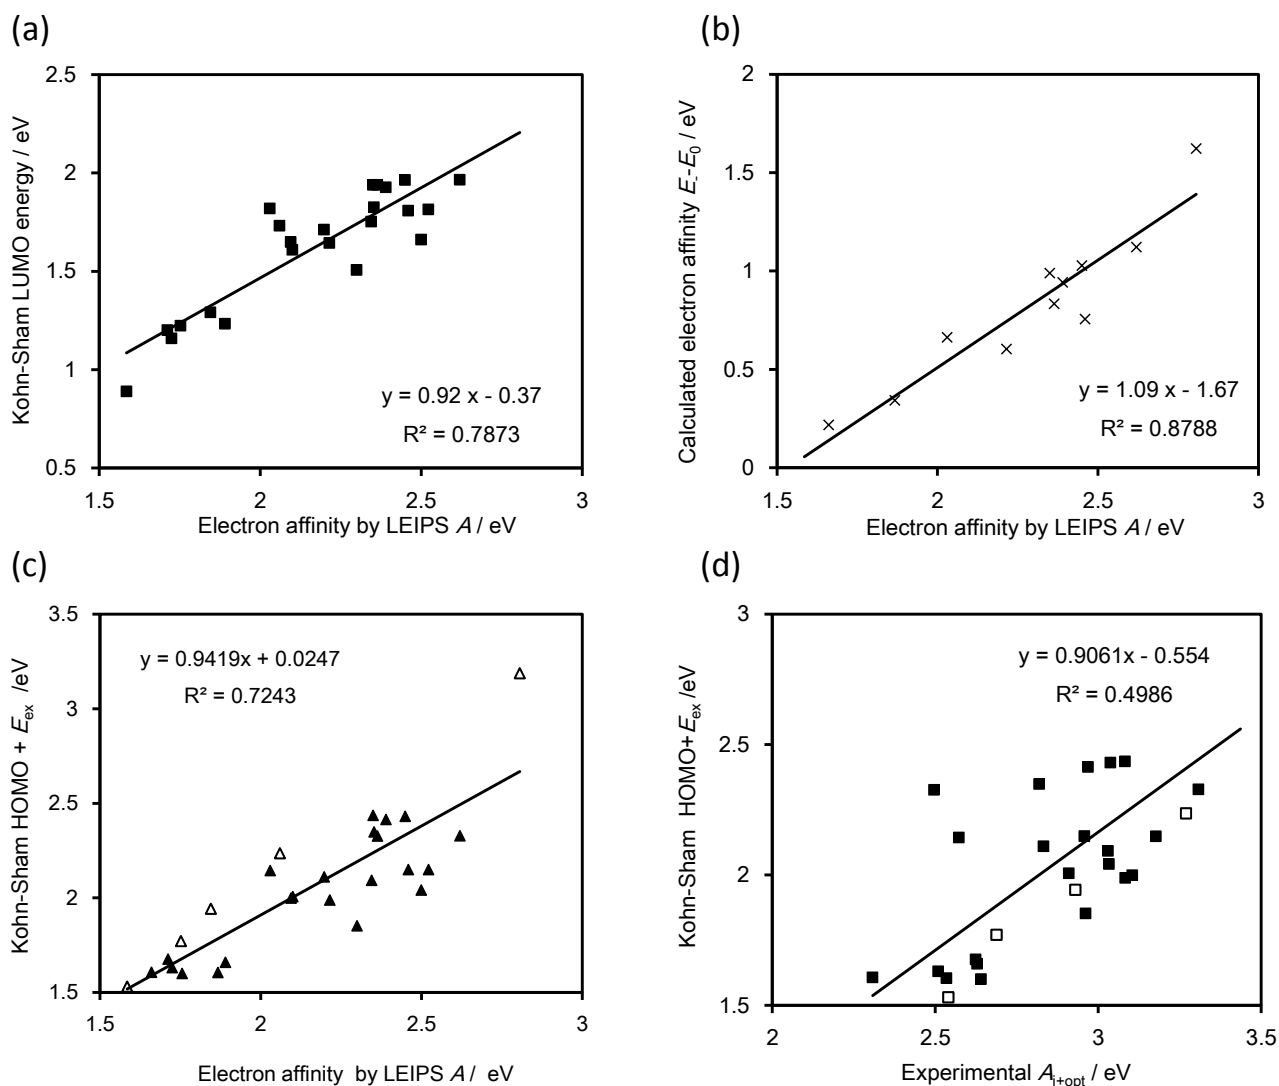 (a)
2.5
2
1.5
1
0.5
1.5
2
2.5
3
Kohn-Sham LUMO energy / eV
y = 0.92 x - 0.37
R² = 0.7873
Electron affinity by LEIPS A / eV
(b)
2
1.5
1
0.5
0
1.5
2
2.5
3
Calculated electron affinity E₋-E₀ / eV
y = 1.09 x - 1.67
R² = 0.8788
Electron affinity by LEIPS A / eV
(c)
3.5
3
2.5
2
1.5
1.5
2
2.5
3
Kohn-Sham HOMO + Eex /eV
y = 0.9419x + 0.0247
R² = 0.7243
Electron affinity by LEIPS A / eV
(d)
3
2.5
2
1.5
2
2.5
3
3.5
Kohn-Sham HOMO+Eex /eV
y = 0.9061x - 0.554
R² = 0.4986
Experimental Ai+opt / eV